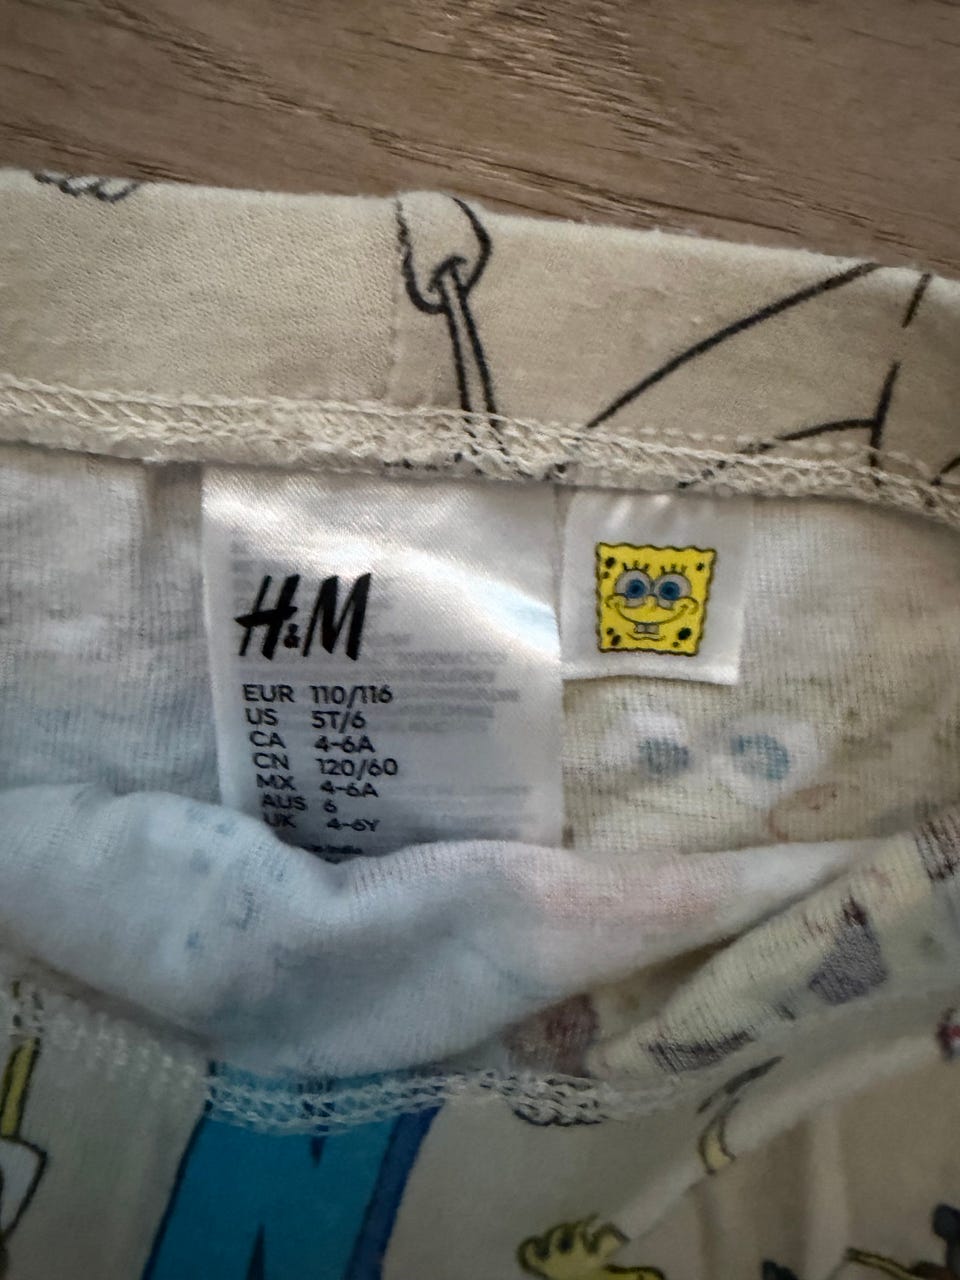 H&M
EUR 110/116
US 5T/6
CA 4-6A
CN 120/60
MX 4-6A
AUS 6
UK 4-6Y